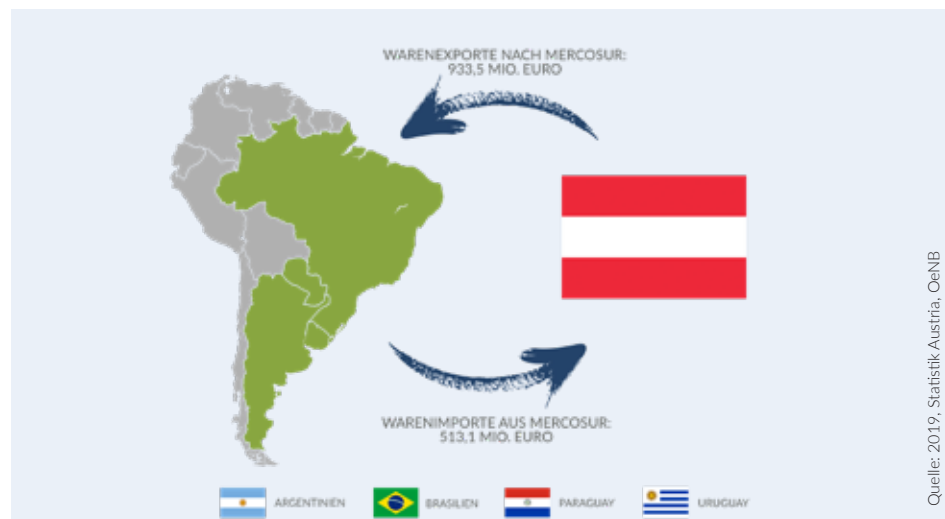 WARENEXPORTE NACH MERCOSUR:
933,5 MIO. EURO
WARENIMPORTE AUS MERCOSUR:
513,1 MIO. EURO
ARGENTINIEN
BRASILIEN
PARAGUAY
URUGUAY
Quelle: 2019, Statistik Austria, OeNB